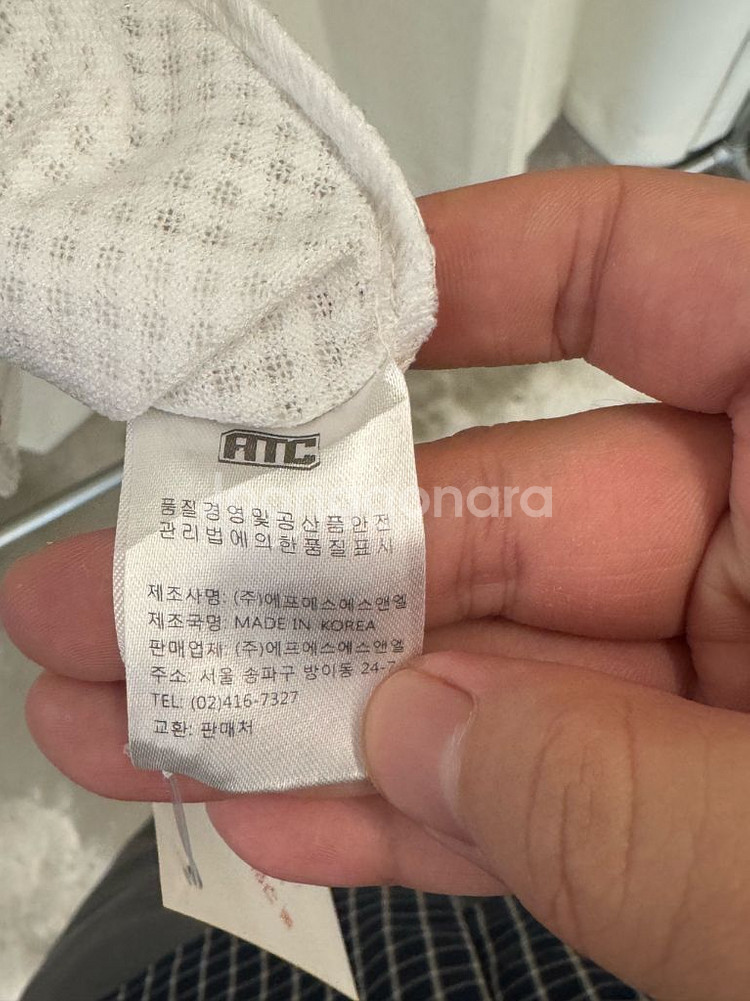 ATC
품질경영및공산품안전
관리법에의한품질표시
제조사명: (주)에프에스에스앤엘
제조국명: MADE IN KOREA
판매업체: (주)에프에스에스앤엘
주소: 서울 송파구 방이동 24-7
TEL: (02)416-7327
교환: 판매처